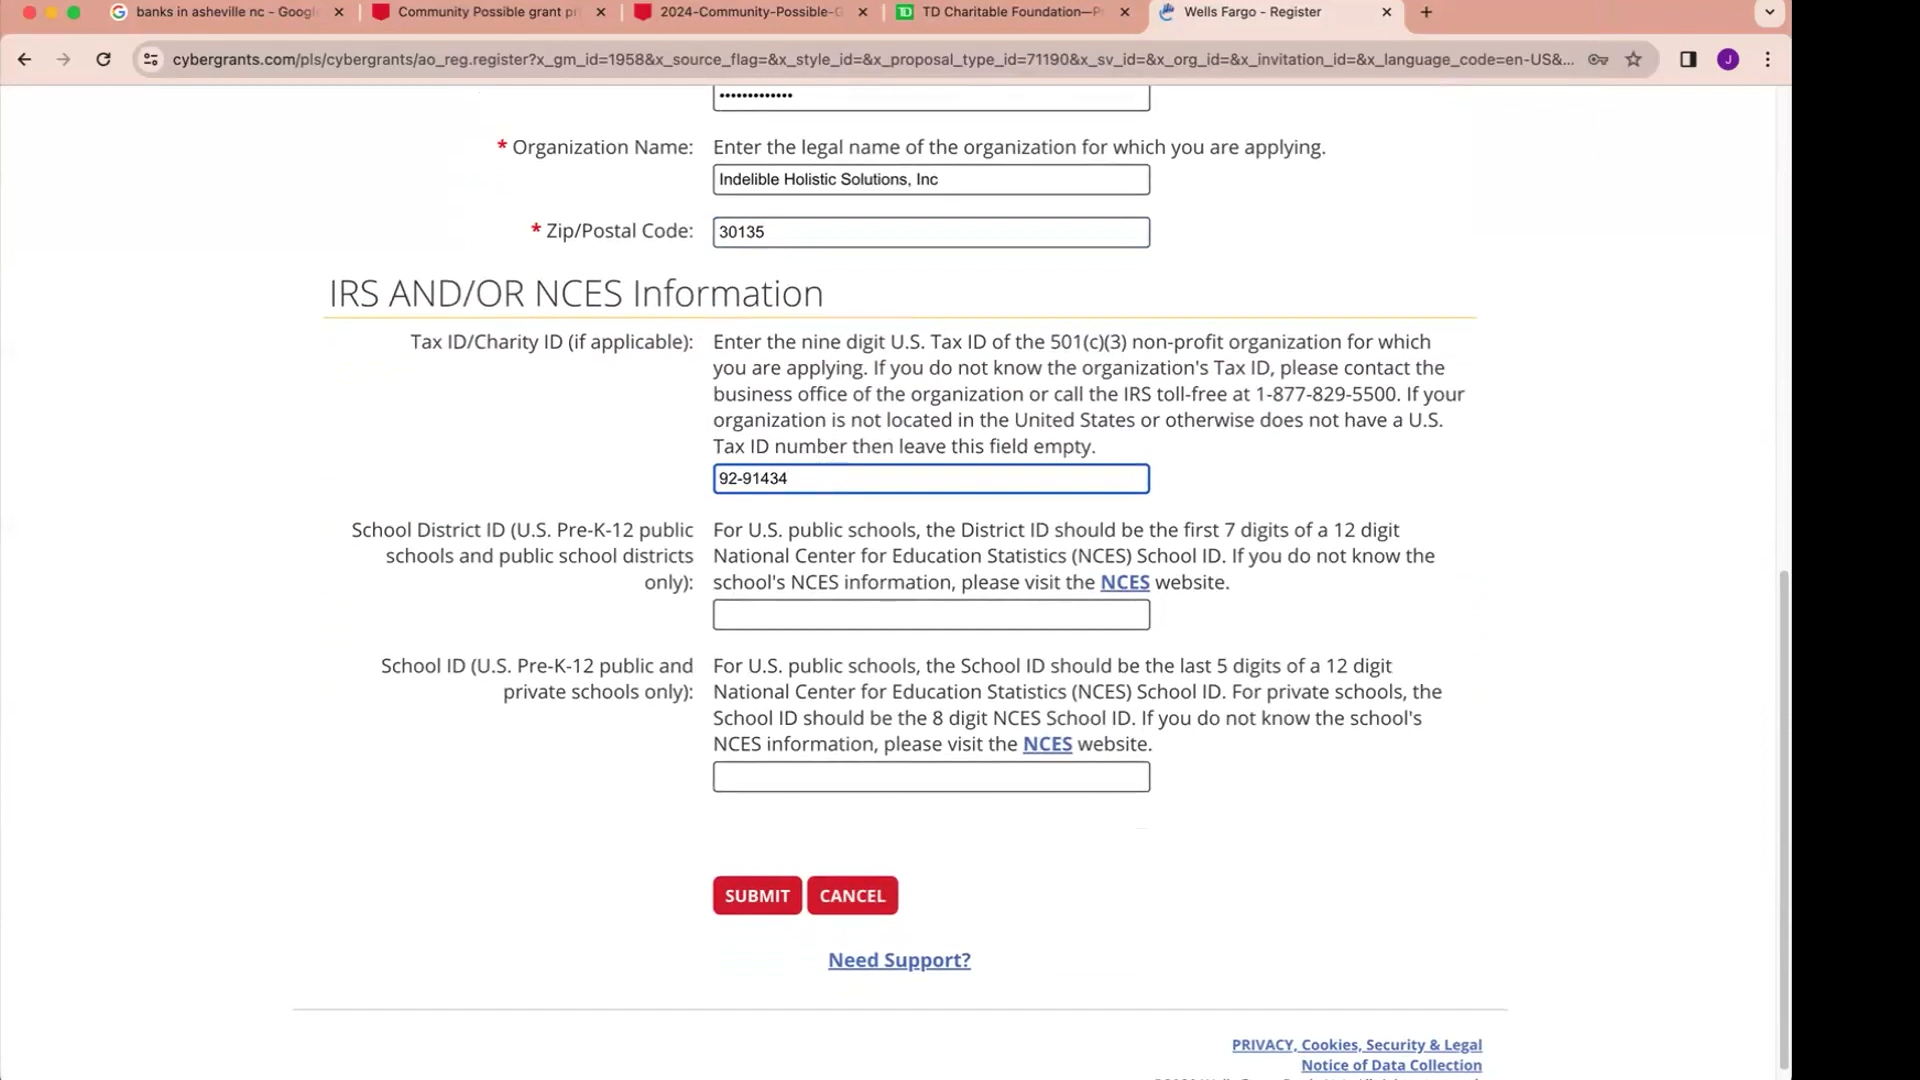 banks in asheville nc - Googl
Community Possible grant pr
2024-Community-Possible-G
TD Charitable Foundation—P
Wells Fargo - Register
cybergrants.com/pls/cybergrants/ao_reg.register?x_gm_id=1958&x_source_flag=&x_style_id=&x_proposal_type_id=71190&x_sv_id=&x_org_id=&x_invitation_id=&x_language_code=en-US&...
J
•••••••••••••
* Organization Name:
Enter the legal name of the organization for which you are applying.
Indelible Holistic Solutions, Inc
* Zip/Postal Code:
30135
IRS AND/OR NCES Information
Tax ID/Charity ID (if applicable):
Enter the nine digit U.S. Tax ID of the 501(c)(3) non-profit organization for which
you are applying. If you do not know the organization's Tax ID, please contact the
business office of the organization or call the IRS toll-free at 1-877-829-5500. If your
organization is not located in the United States or otherwise does not have a U.S.
Tax ID number then leave this field empty.
92-91434
School District ID (U.S. Pre-K-12 public
schools and public school districts
only):
For U.S. public schools, the District ID should be the first 7 digits of a 12 digit
National Center for Education Statistics (NCES) School ID. If you do not know the
school's NCES information, please visit the NCES website.
School ID (U.S. Pre-K-12 public and
private schools only):
For U.S. public schools, the School ID should be the last 5 digits of a 12 digit
National Center for Education Statistics (NCES) School ID. For private schools, the
School ID should be the 8 digit NCES School ID. If you do not know the school's
NCES information, please visit the NCES website.
SUBMIT
CANCEL
Need Support?
PRIVACY, Cookies, Security & Legal
Notice of Data Collection